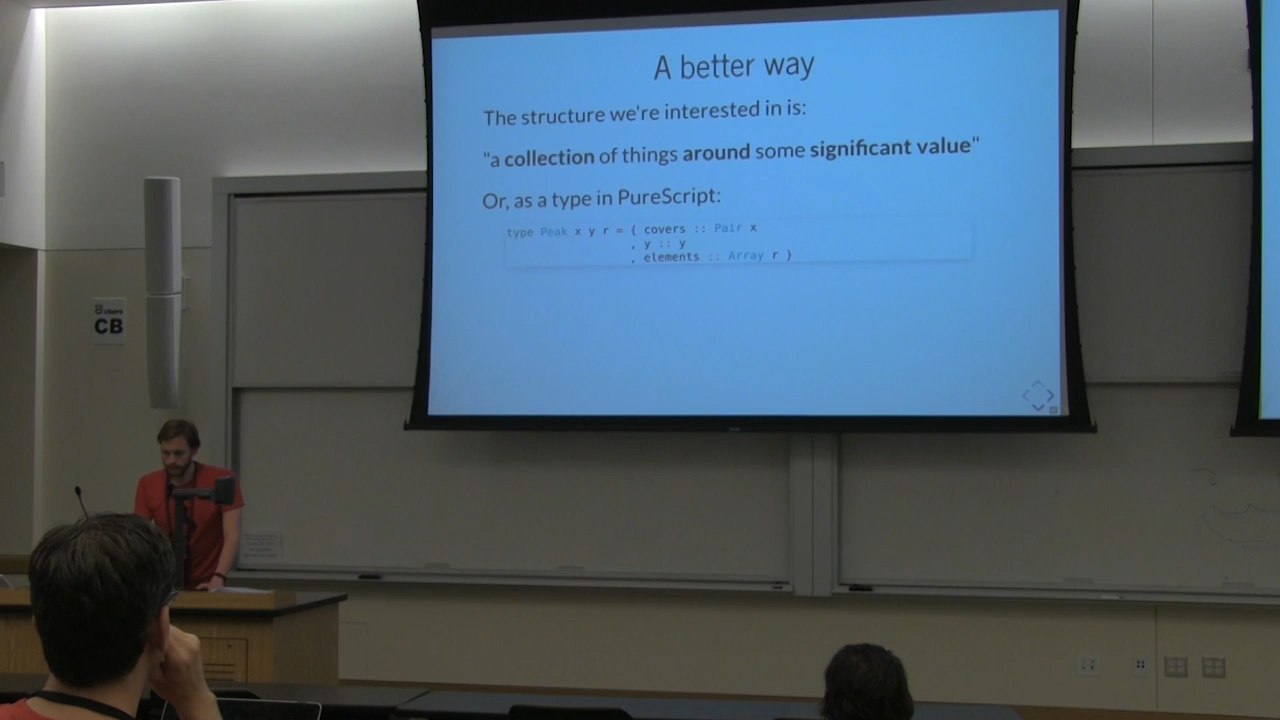 A better way
The structure we're interested in is:
"a collection of things around some significant value"
Or, as a type in PureScript:
type Peak x y r = { covers :: Pair x
, y :: y
, elements :: Array r }
CB